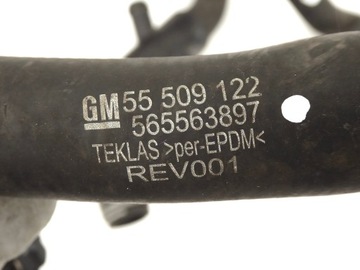 GM 55 509 122
565563897
TEKLAS >per-EPDM<
REV001